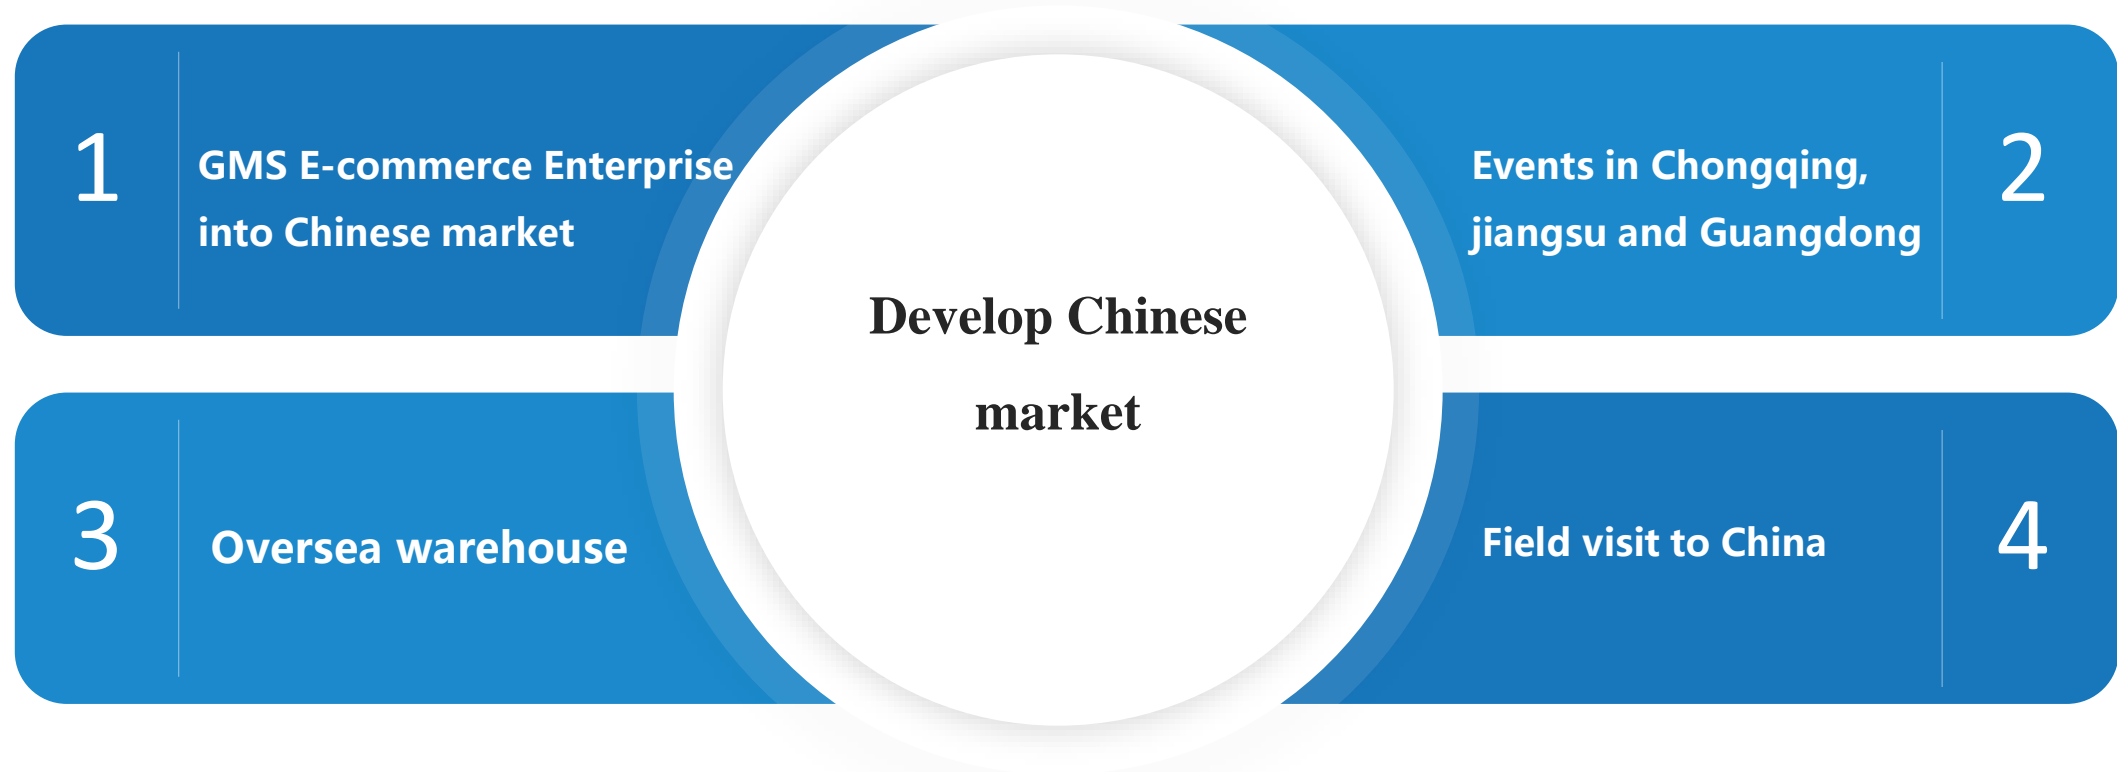 1
GMS E-commerce Enterprise
into Chinese market
Events in Chongqing,
jiangsu and Guangdong
2
Develop Chinese
market
3
Oversea warehouse
Field visit to China
4